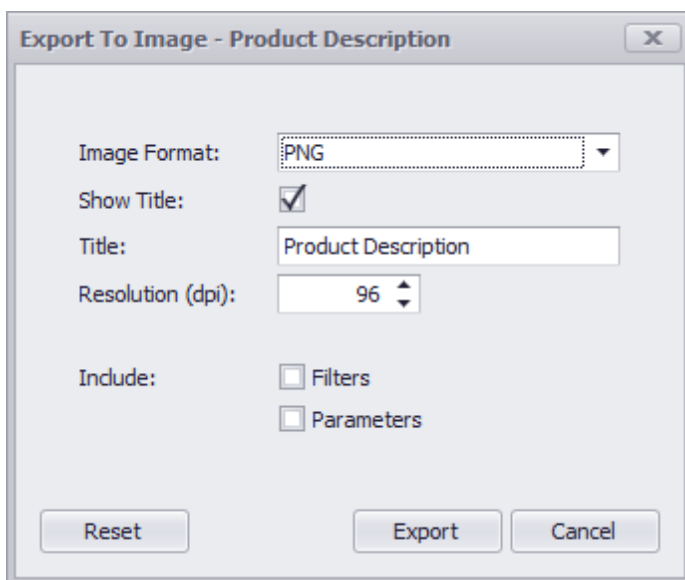 Export To Image - Product Description
Image Format: PNG
Show Title:
Title: Product Description
Resolution (dpi): 96
Include: Filters
Parameters
Reset Export Cancel